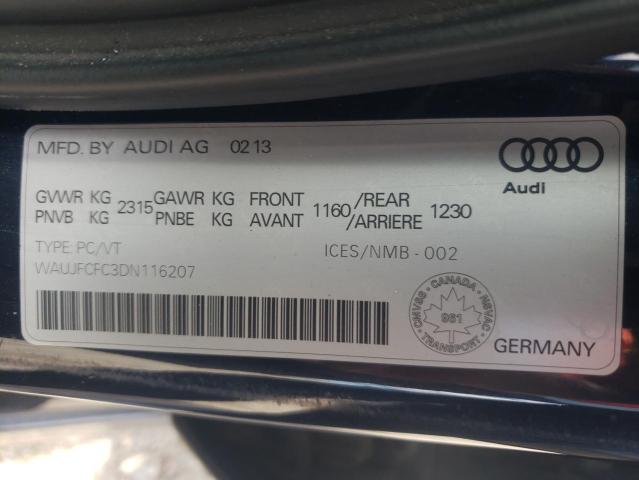 MFD. BY AUDI AG 02 13
Audi
GVWR KG 2315 GAWR KG FRONT 1160 /REAR 1230
PNVB KG PNBE KG AVANT /ARRIERE
TYPE: PC/VT ICES/NMB - 002
WAUJFCFC3DN116207
CANADA
CMVSS NSVAC
961
TRANSPORT
GERMANY